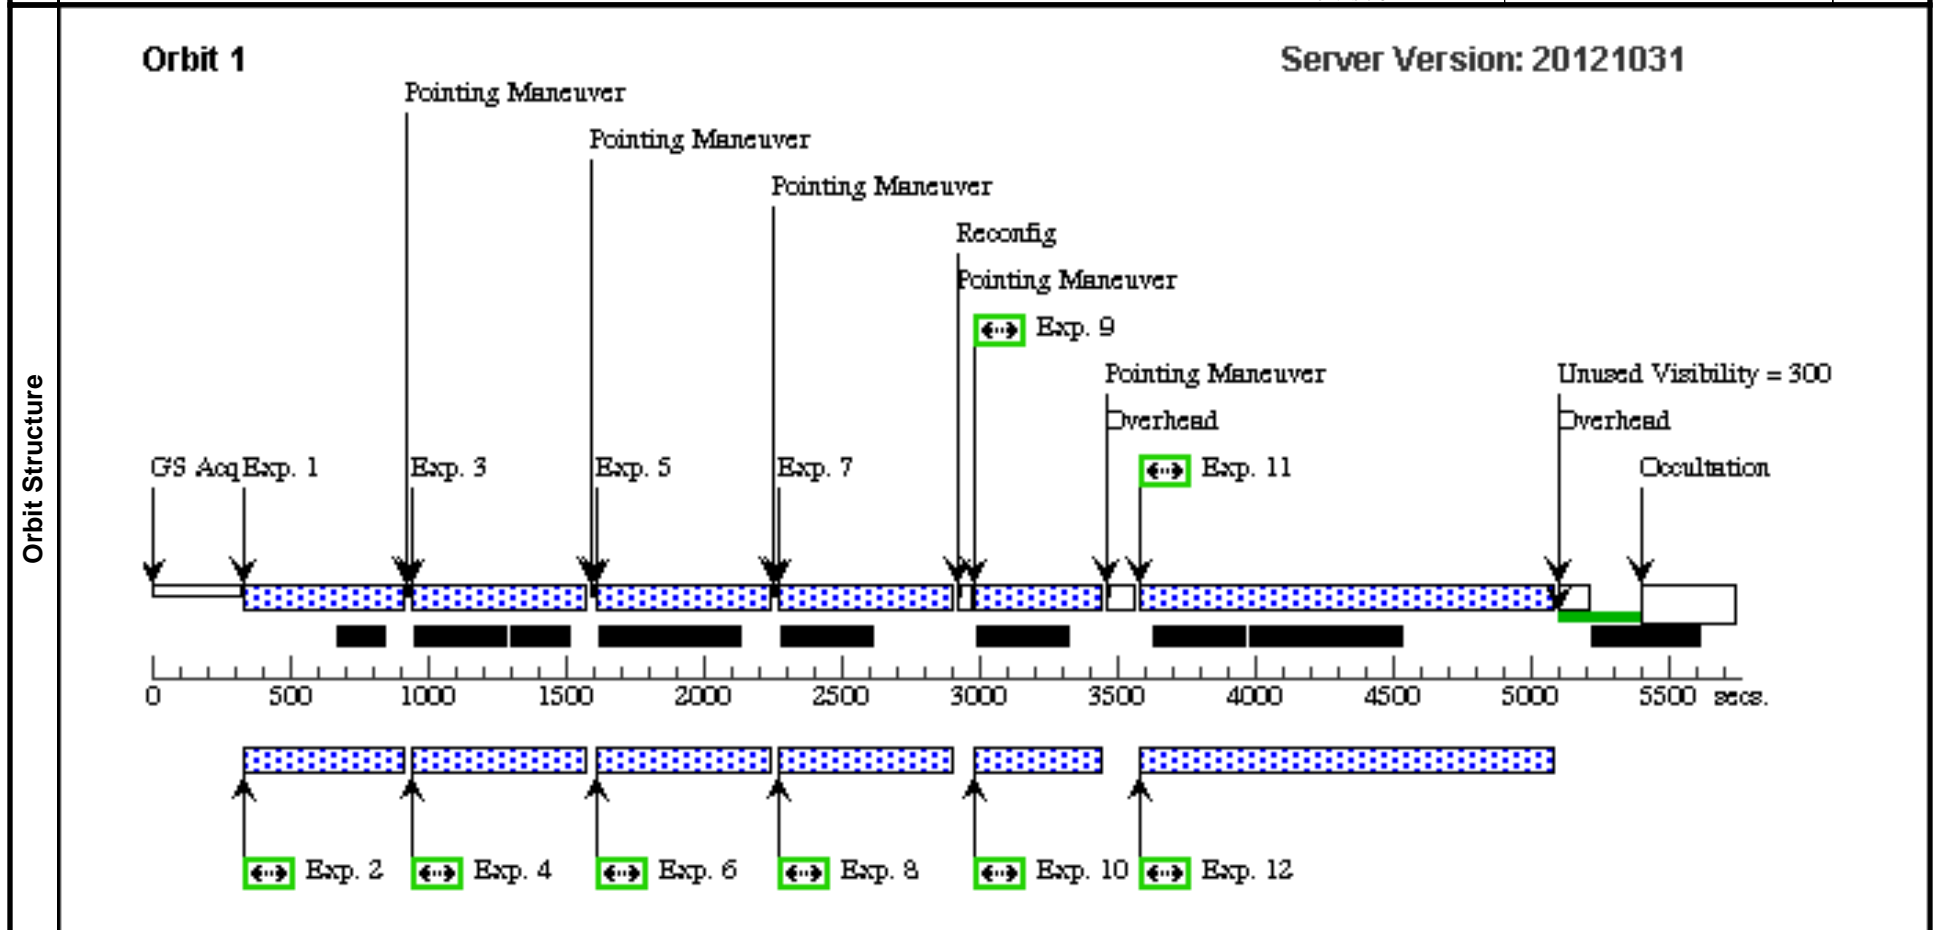 Orbit 1
Server Version: 20121031
Pointing Maneuver
Pointing Maneuver
Pointing Maneuver
Reconfig
Pointing Maneuver
Exp. 9
Pointing Maneuver
Unused Visibility = 300
Overhead
Overhead
GS Acq
Exp. 1
Exp. 3
Exp. 5
Exp. 7
Exp. 11
Occultation
Orbit Structure
0 500 1000 1500 2000 2500 3000 3500 4000 4500 5000 5500 secs.
Exp. 2
Exp. 4
Exp. 6
Exp. 8
Exp. 10
Exp. 12